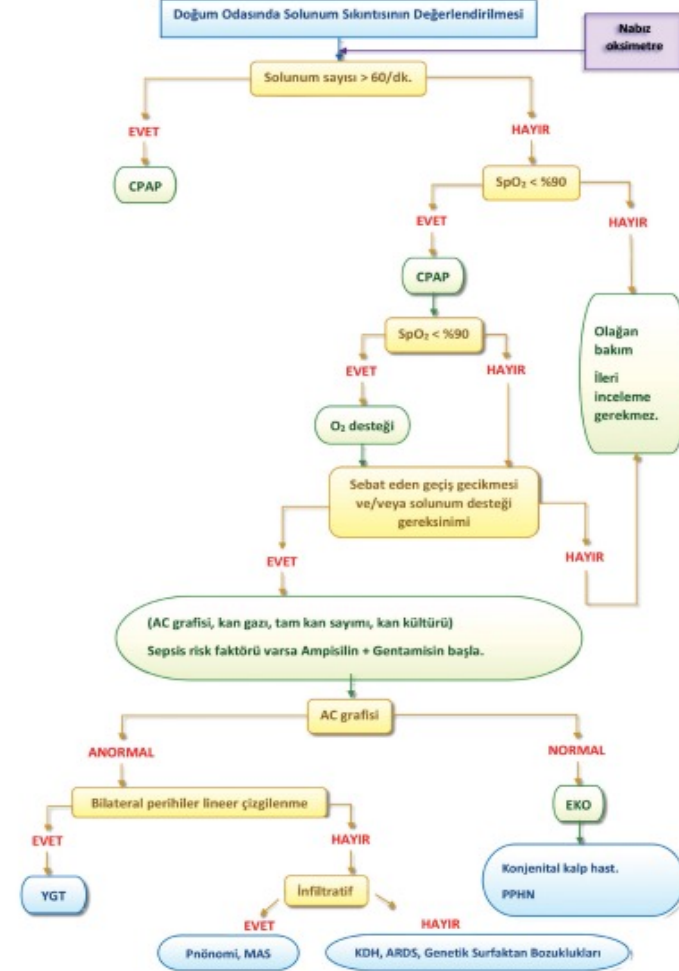 Doğum Odasında Solunum Sıkıntısının Değerlendirilmesi
Nabız
oksimetre
Solunum sayısı > 60/dk.
EVET
HAYIR
CPAP
SpO₂ < %90
EVET
HAYIR
CPAP
Olağan
bakım
İleri
inceleme
gerekmez.
SpO₂ < %90
EVET
HAYIR
O₂ desteği
Sebat eden geçiş gecikmesi
ve/veya solunum desteği
gereksinimi
EVET
HAYIR
(AC grafisi, kan gazı, tam kan sayımı, kan kültürü)
Sepsis risk faktörü varsa Ampisilin + Gentamisin başla.
AC grafisi
ANORMAL
NORMAL
Bilateral perihiler lineer çizgilenme
EKO
EVET
HAYIR
Konjenital kalp hast.
PPHN
YGT
İnfiltratif
EVET
HAYIR
Pnönomi, MAS
KDH, ARDS, Genetik Surfaktan Bozuklukları